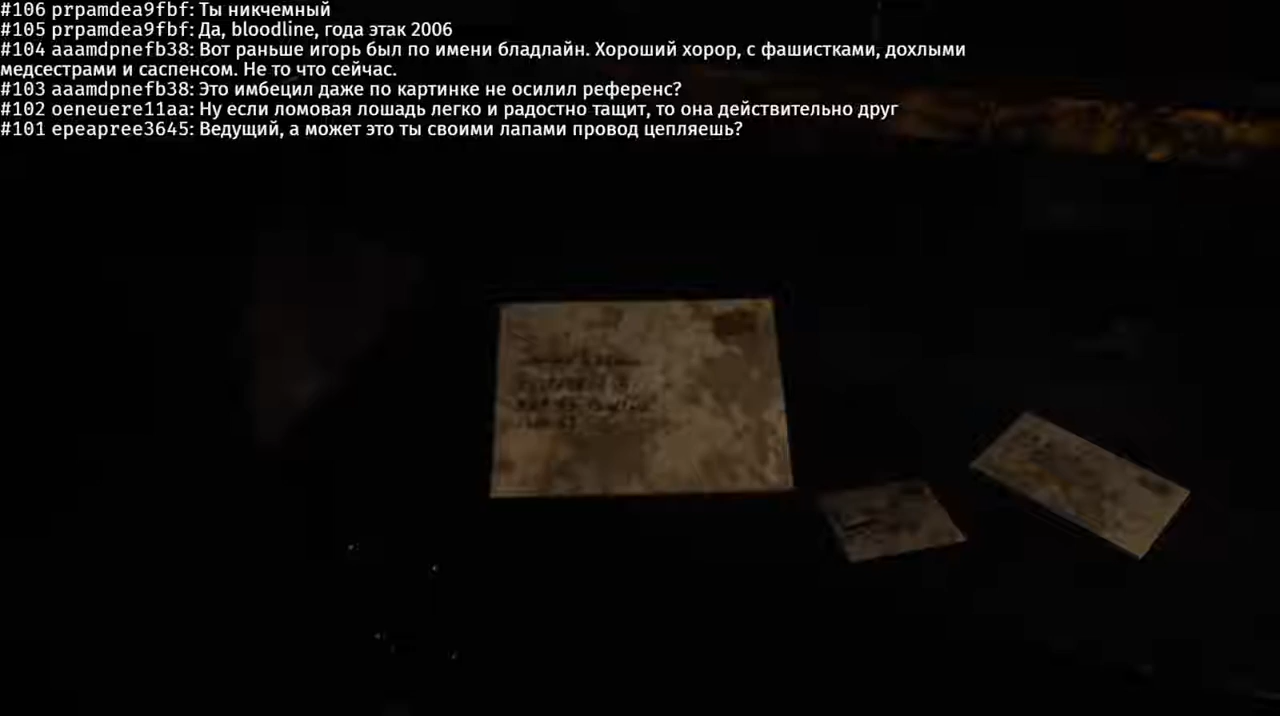 #106 prpamdea9fbf: Ты никчемный
#105 prpamdea9fbf: Да, bloodline, года этак 2006
#104 aaamdpnefb38: Вот раньше игорь был по имени бладлайн. Хороший хорор, с фашистками, дохлыми
медсестрами и саспенсом. Не то что сейчас.
#103 aaamdpnefb38: Это имбецил даже по картинке не осилил референс?
#102 oeneuere11aa: Ну если ломовая лошадь легко и радостно тащит, то она действительно друг
#101 epeapree3645: Ведущий, а может это ты своими лапами провод цепляешь?